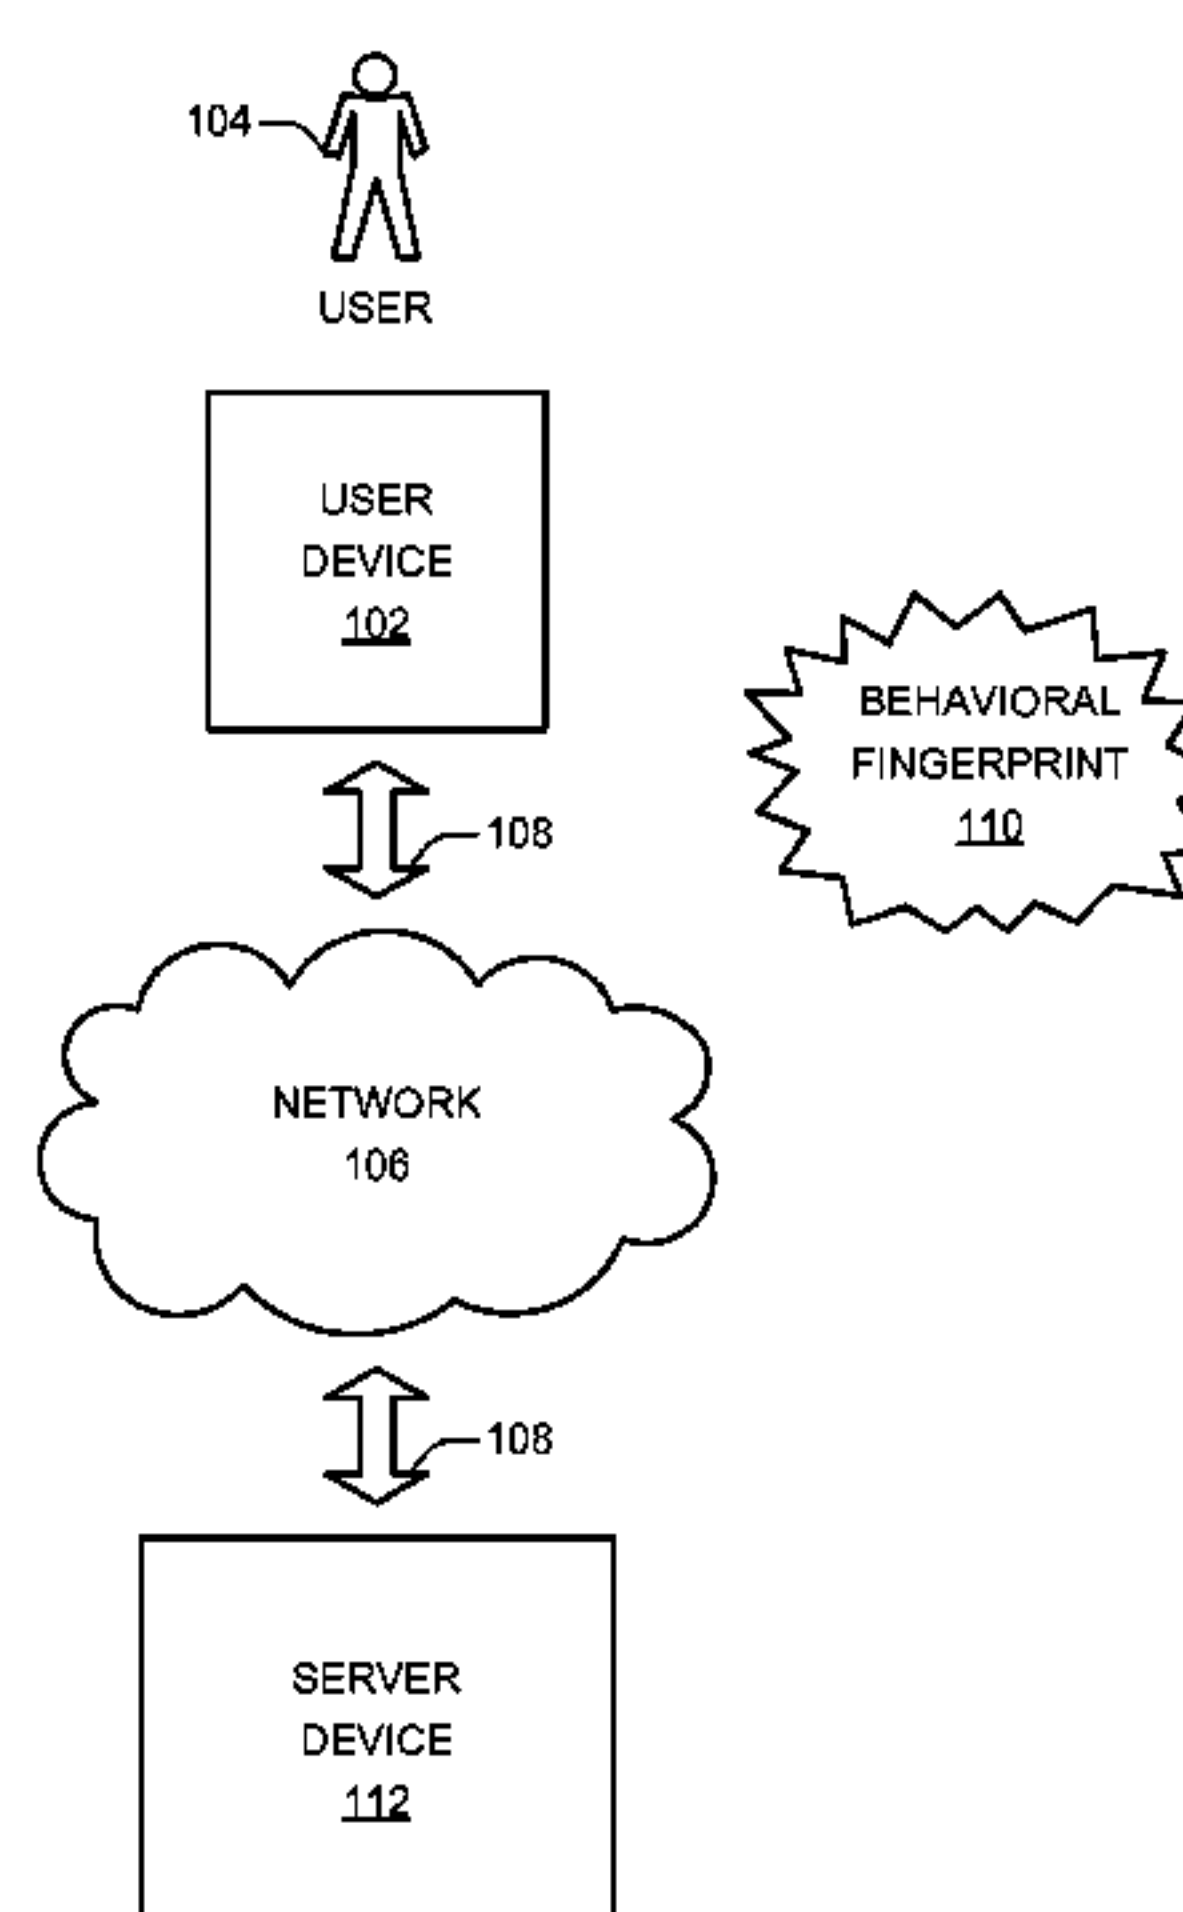 104
USER
USER
DEVICE
102
BEHAVIORAL
FINGERPRINT
110
108
NETWORK
106
108
SERVER
DEVICE
112